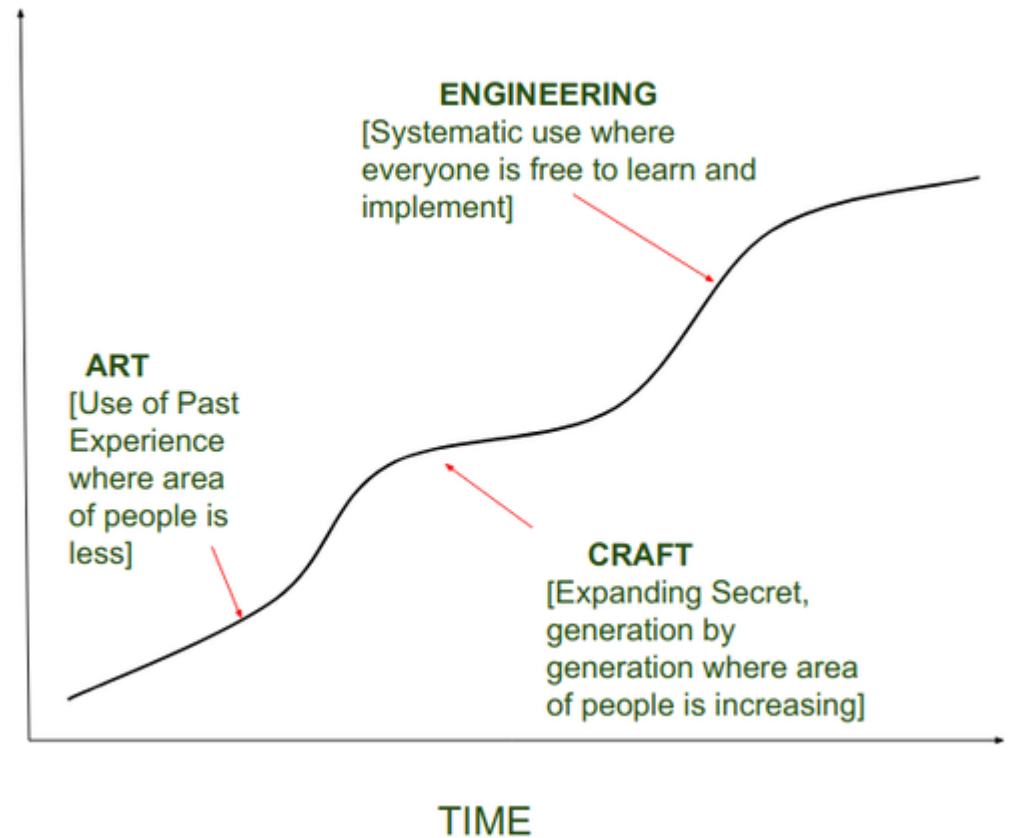 ENGINEERING
[Systematic use where
everyone is free to learn and
implement]
ART
[Use of Past
Experience
where area
of people is
less]
CRAFT
[Expanding Secret,
generation by
generation where area
of people is increasing]
TIME